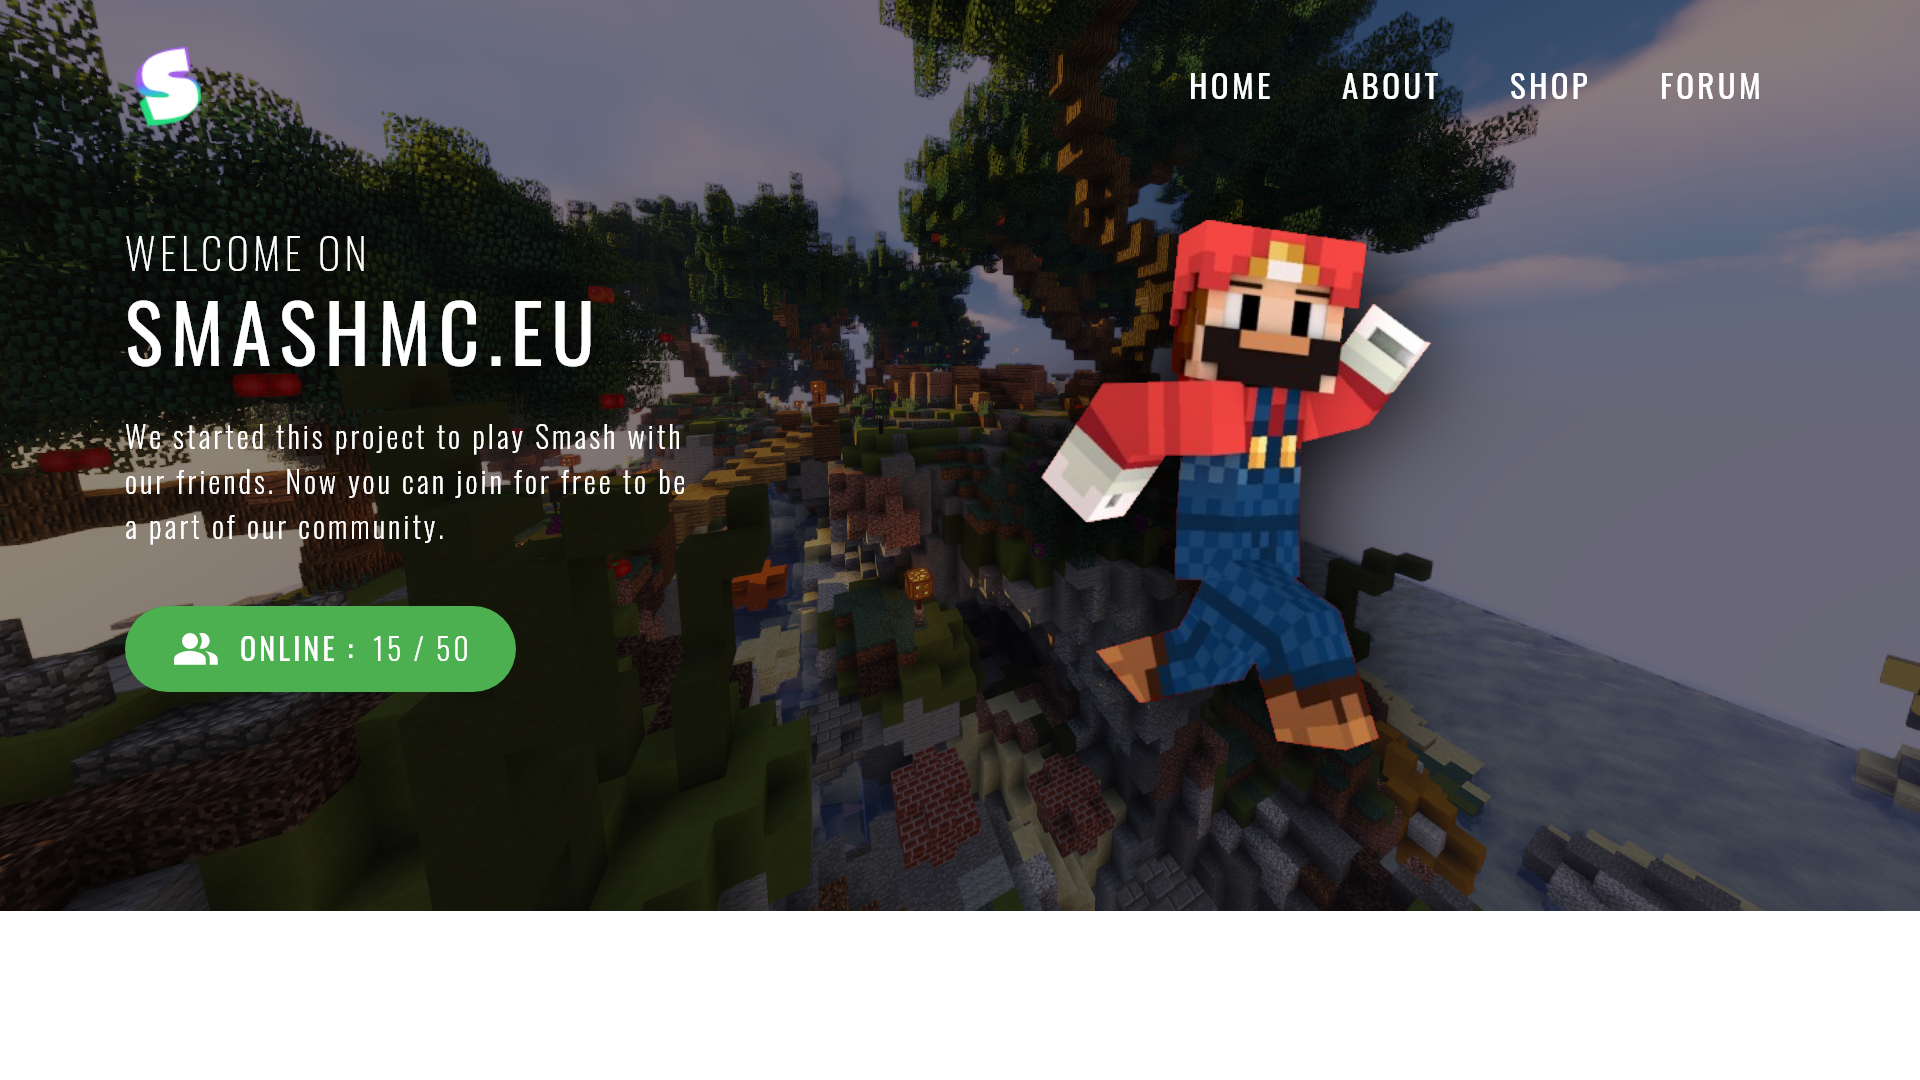 S
HOME ABOUT SHOP FORUM
WELCOME ON
SMASHMC.EU
We started this project to play Smash with
our friends. Now you can join for free to be
a part of our community.
ONLINE : 15 / 50